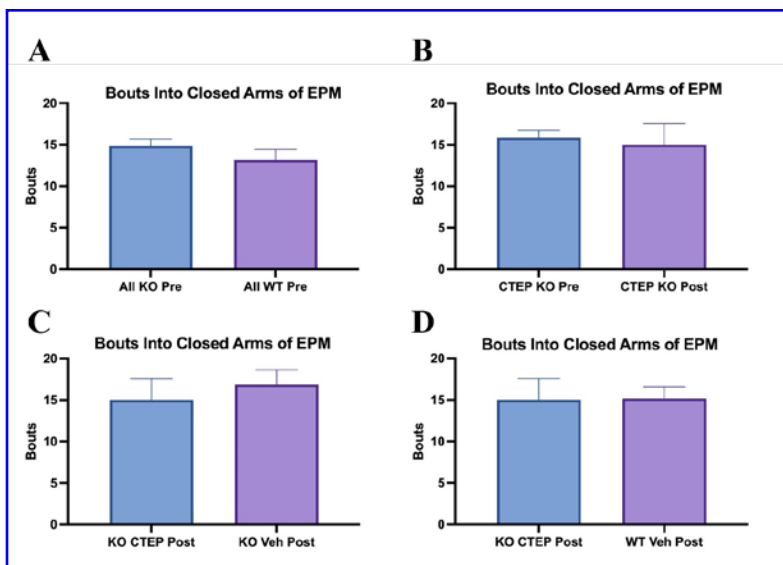 A
Bouts Into Closed Arms of EPM
20
15
10
5
0
Bouts
All KO Pre
All WT Pre
B
Bouts Into Closed Arms of EPM
20
15
10
5
0
Bouts
CTEP KO Pre
CTEP KO Post
C
Bouts Into Closed Arms of EPM
20
15
10
5
0
Bouts
KO CTEP Post
KO Veh Post
D
Bouts Into Closed Arms of EPM
20
15
10
5
0
Bouts
KO CTEP Post
WT Veh Post